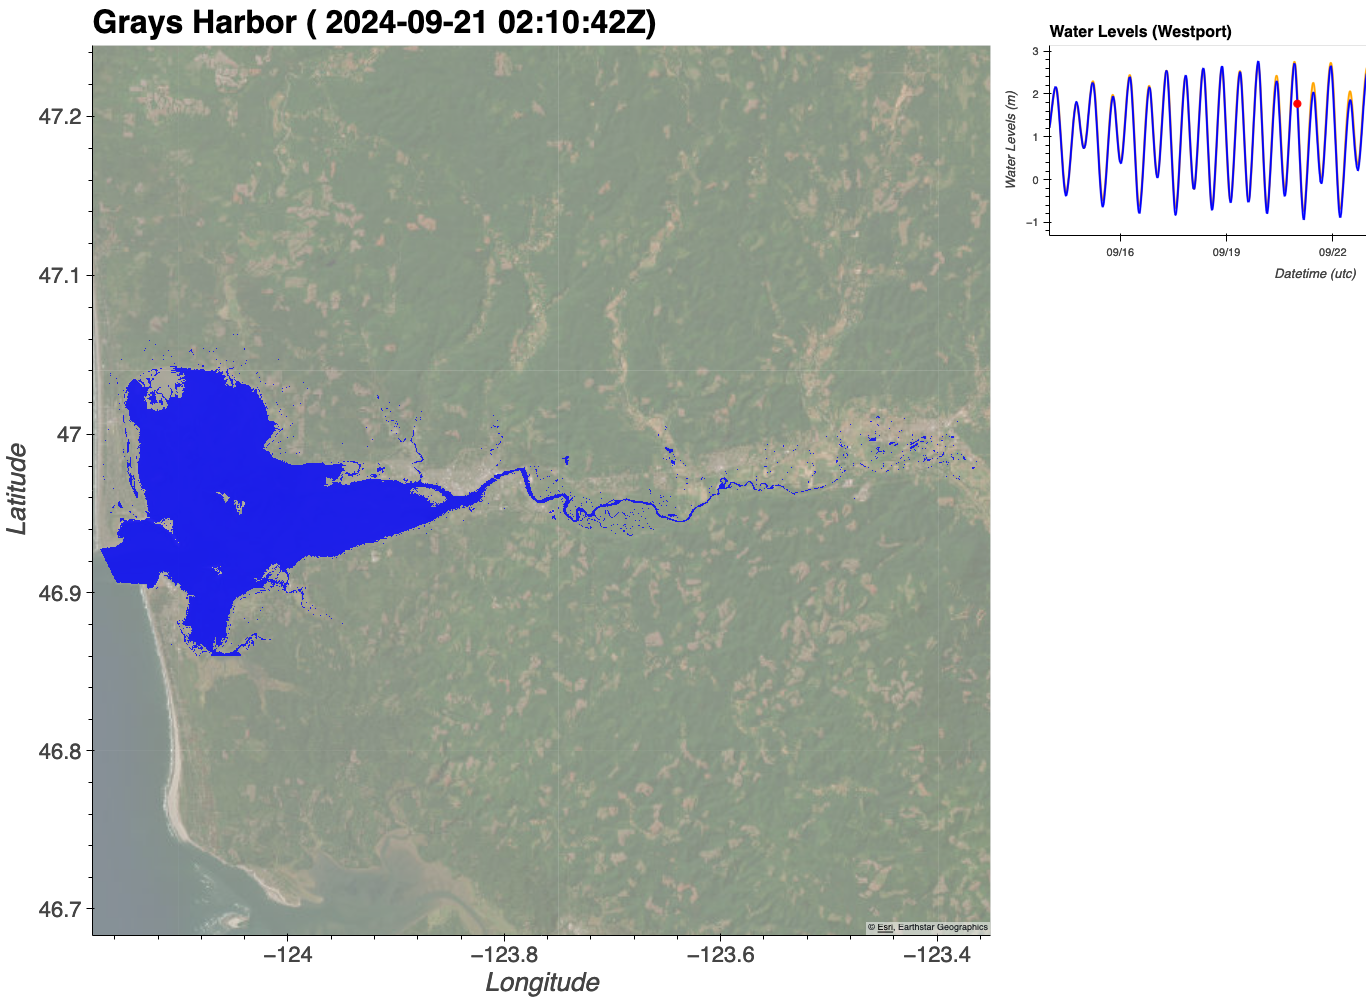 Grays Harbor ( 2024-09-21 02:10:42Z)
47.2
47.1
47
46.9
46.8
46.7
Latitude
−124
−123.8
−123.6
−123.4
Longitude
© Esri, Earthstar Geographics
Water Levels (Westport)
3
2
1
0
−1
Water Levels (m)
09/16
09/19
09/22
Datetime (utc)